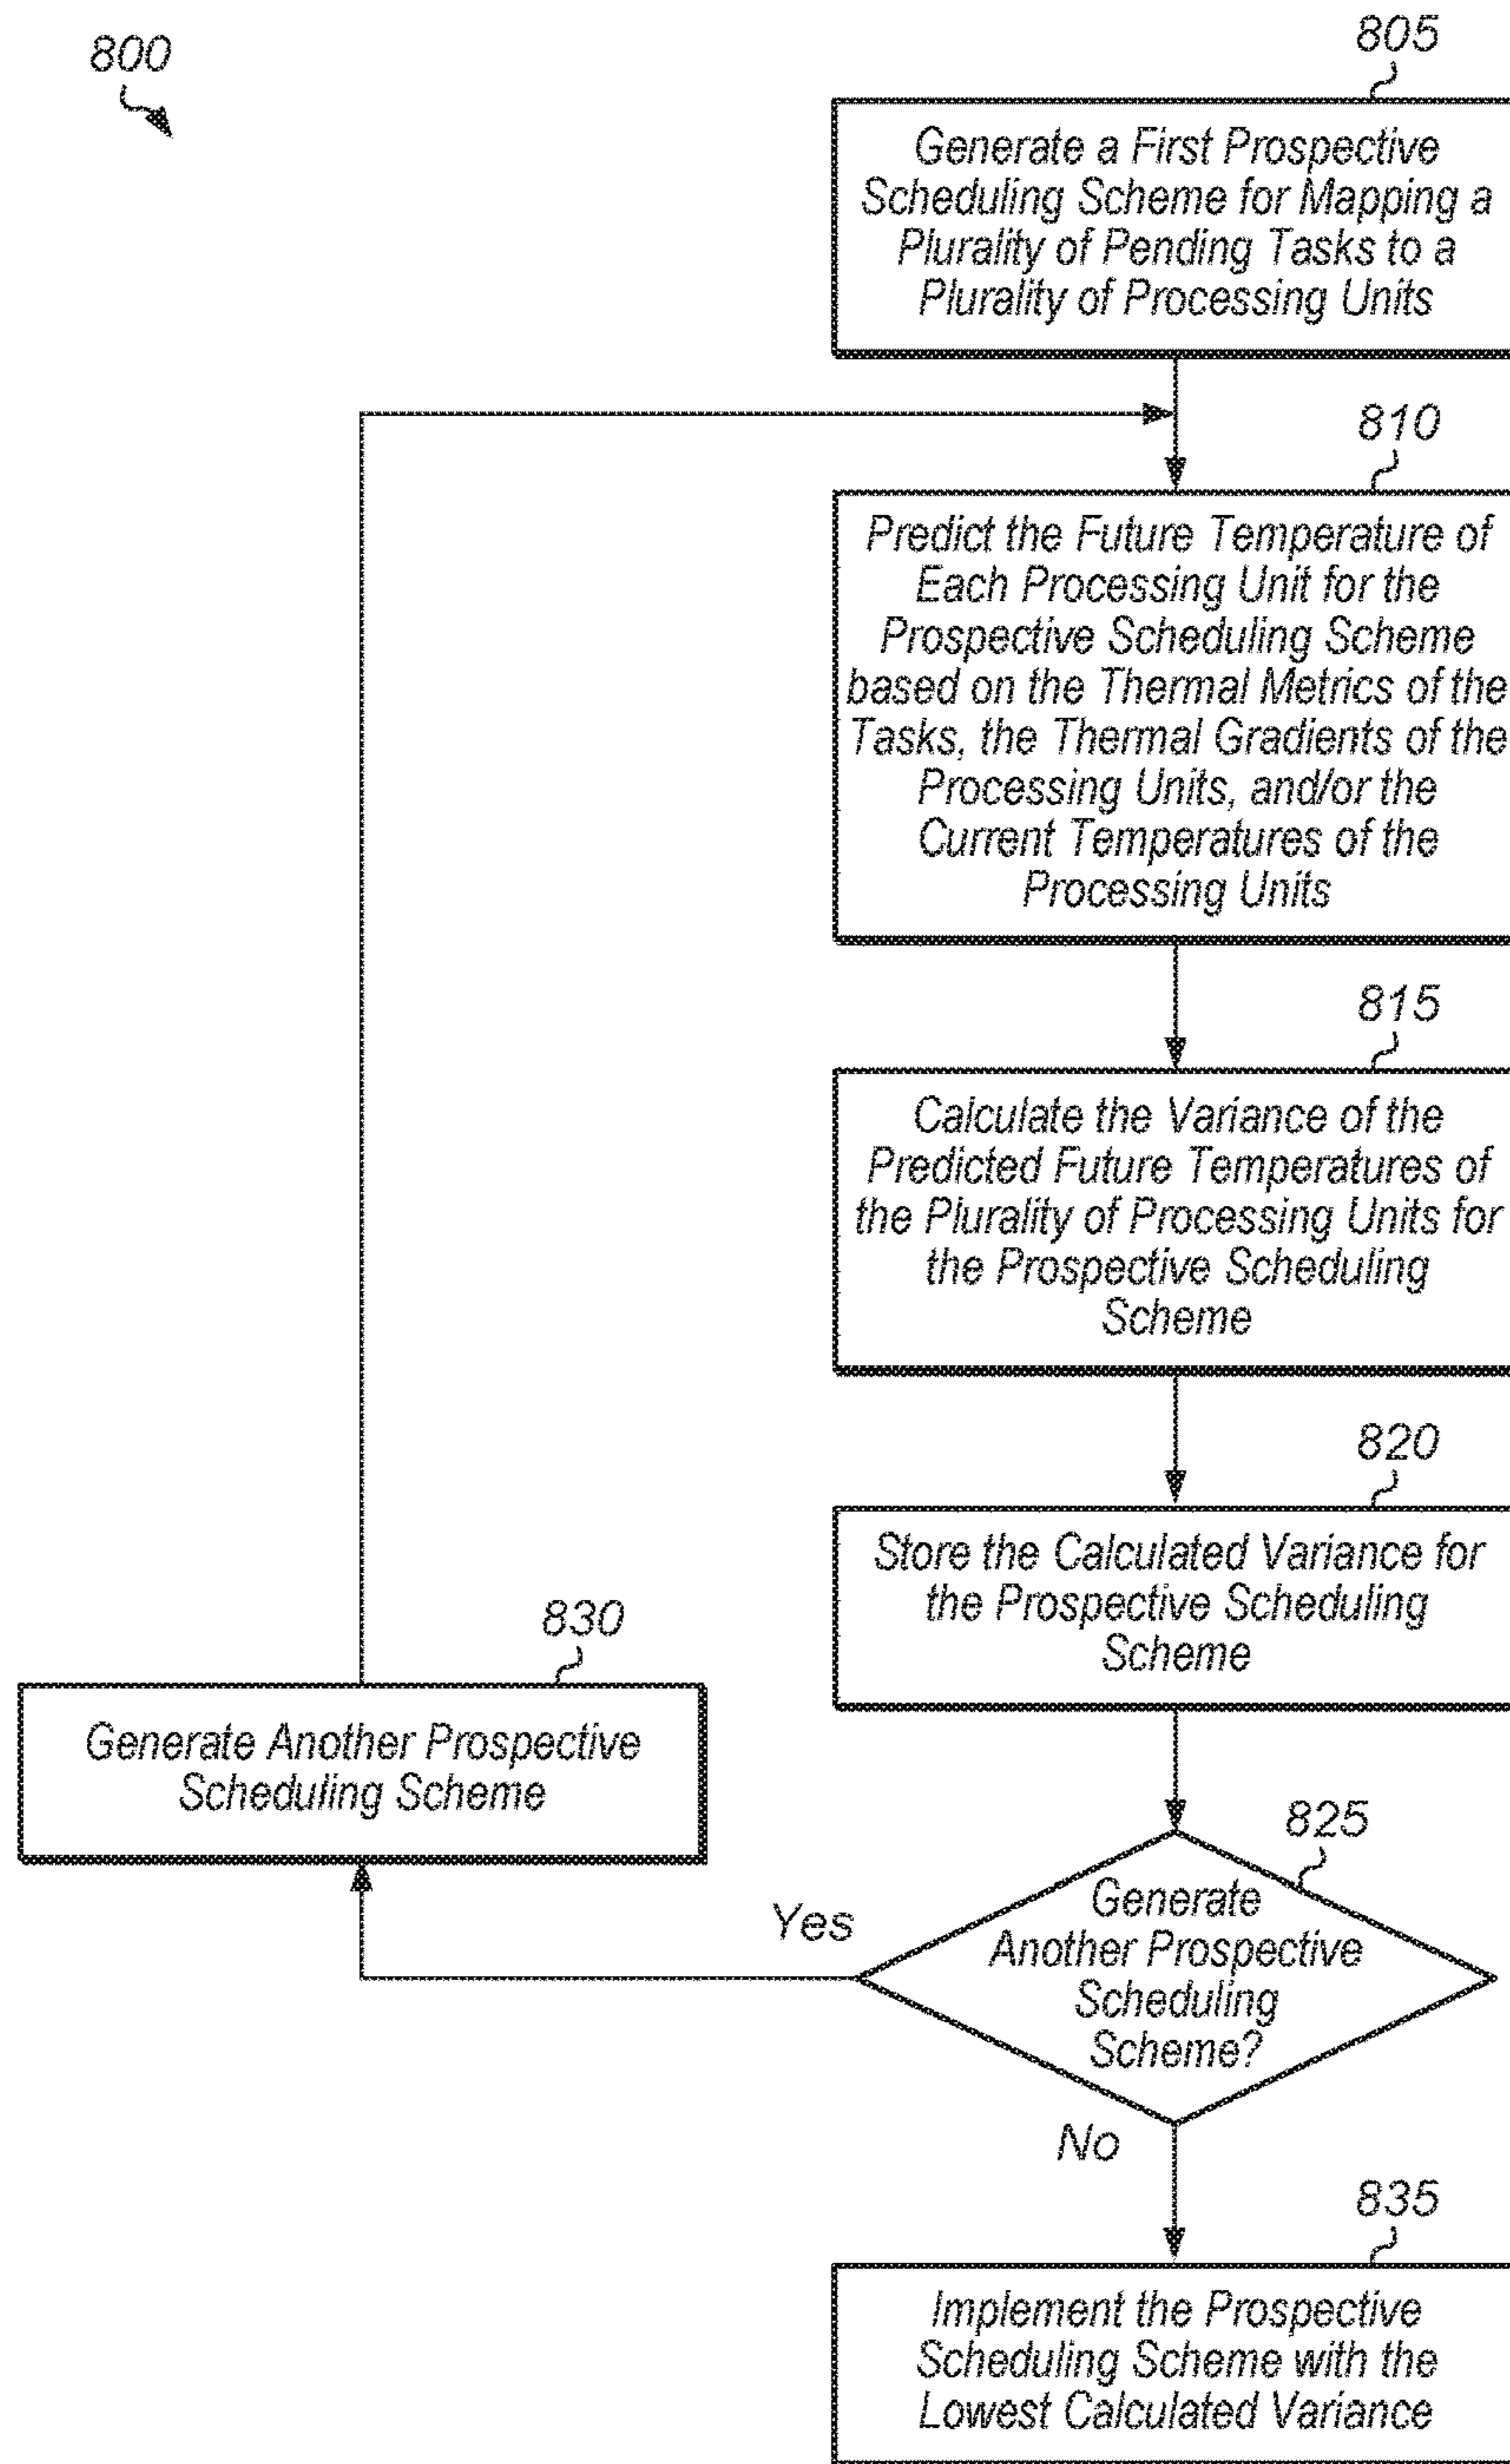 800
805
Generate a First Prospective
Scheduling Scheme for Mapping a
Plurality of Pending Tasks to a
Plurality of Processing Units
810
Predict the Future Temperature of
Each Processing Unit for the
Prospective Scheduling Scheme
based on the Thermal Metrics of the
Tasks, the Thermal Gradients of the
Processing Units, and/or the
Current Temperatures of the
Processing Units
815
Calculate the Variance of the
Predicted Future Temperatures of
the Plurality of Processing Units for
the Prospective Scheduling
Scheme
820
Store the Calculated Variance for
the Prospective Scheduling
Scheme
825
Generate
Another Prospective
Scheduling
Scheme?
Yes
830
Generate Another Prospective
Scheduling Scheme
No
835
Implement the Prospective
Scheduling Scheme with the
Lowest Calculated Variance